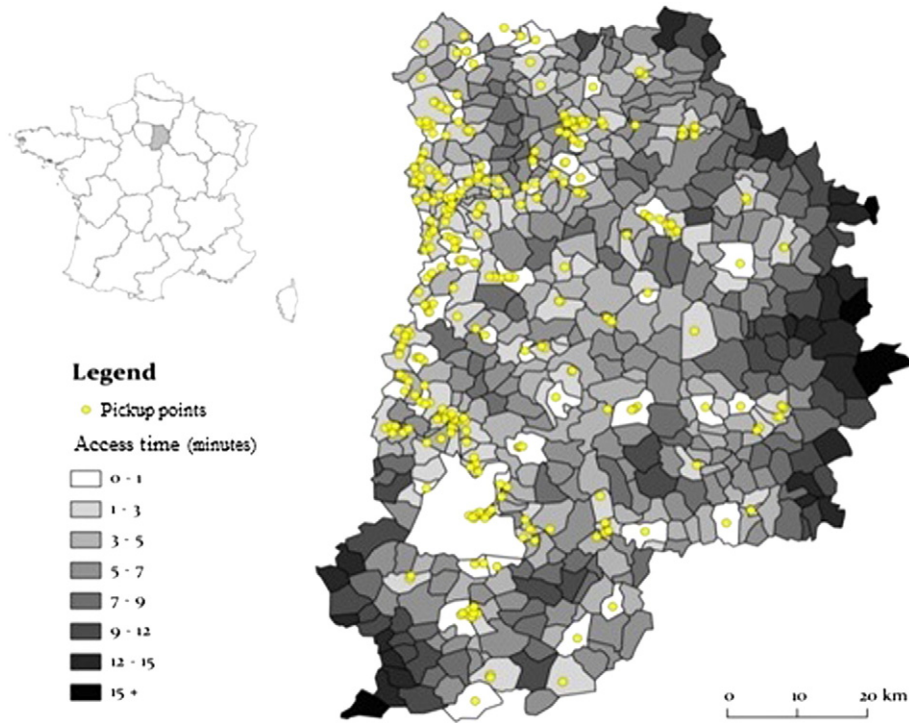 Legend
Pickup points
Access time (minutes)
0 - 1
1 - 3
3 - 5
5 - 7
7 - 9
9 - 12
12 - 15
15 +
0 10 20 km